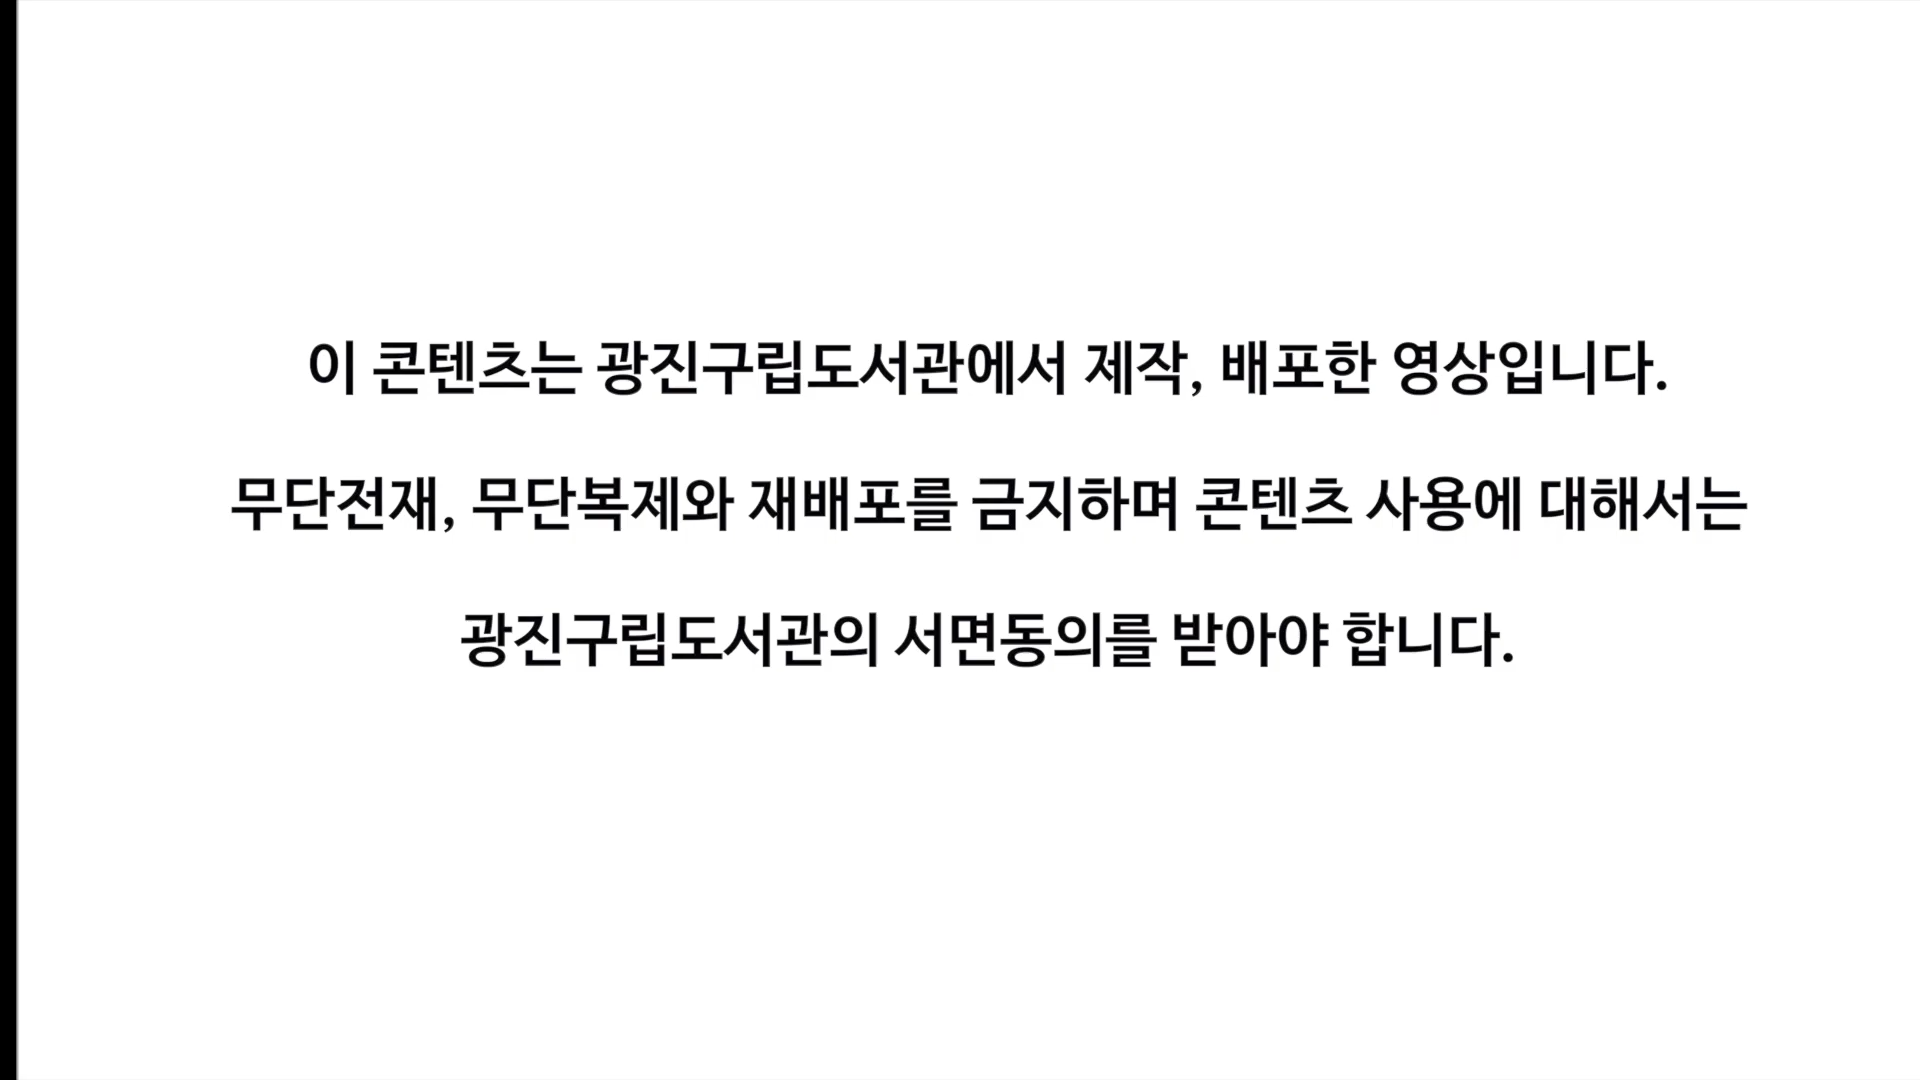 이 콘텐츠는 광진구립도서관에서 제작, 배포한 영상입니다.
무단전재, 무단복제와 재배포를 금지하며 콘텐츠 사용에 대해서는
광진구립도서관의 서면동의를 받아야 합니다.